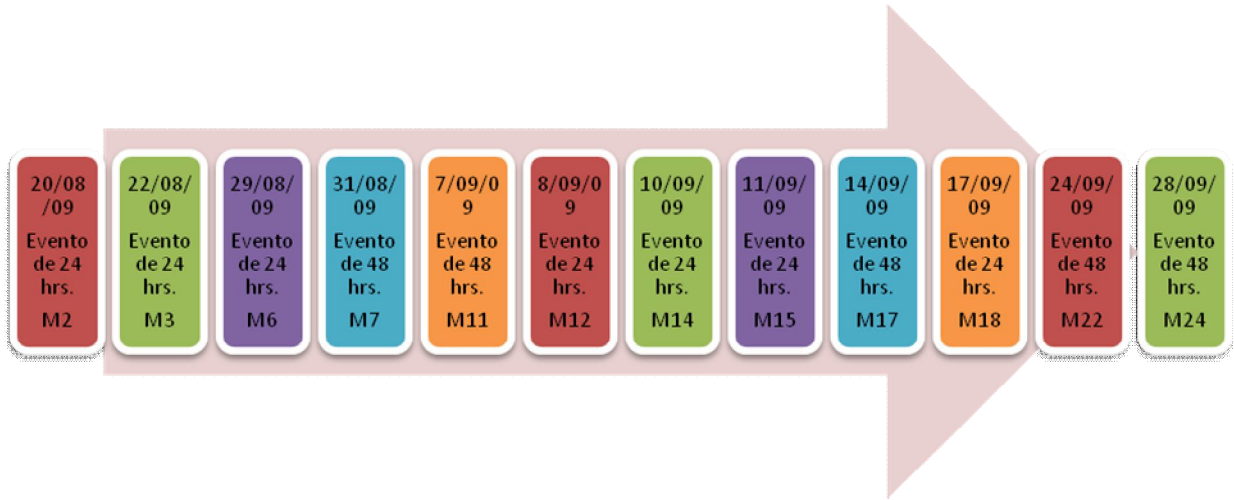 20/08
/09
Evento
de 24
hrs.
M2
22/08/
09
Evento
de 24
hrs.
M3
29/08/
09
Evento
de 24
hrs.
M6
31/08/
09
Evento
de 48
hrs.
M7
7/09/0
9
Evento
de 48
hrs.
M11
8/09/0
9
Evento
de 24
hrs.
M12
10/09/
09
Evento
de 24
hrs.
M14
11/09/
09
Evento
de 24
hrs.
M15
14/09/
09
Evento
de 48
hrs.
M17
17/09/
09
Evento
de 24
hrs.
M18
24/09/
09
Evento
de 48
hrs.
M22
28/09/
09
Evento
de 48
hrs.
M24